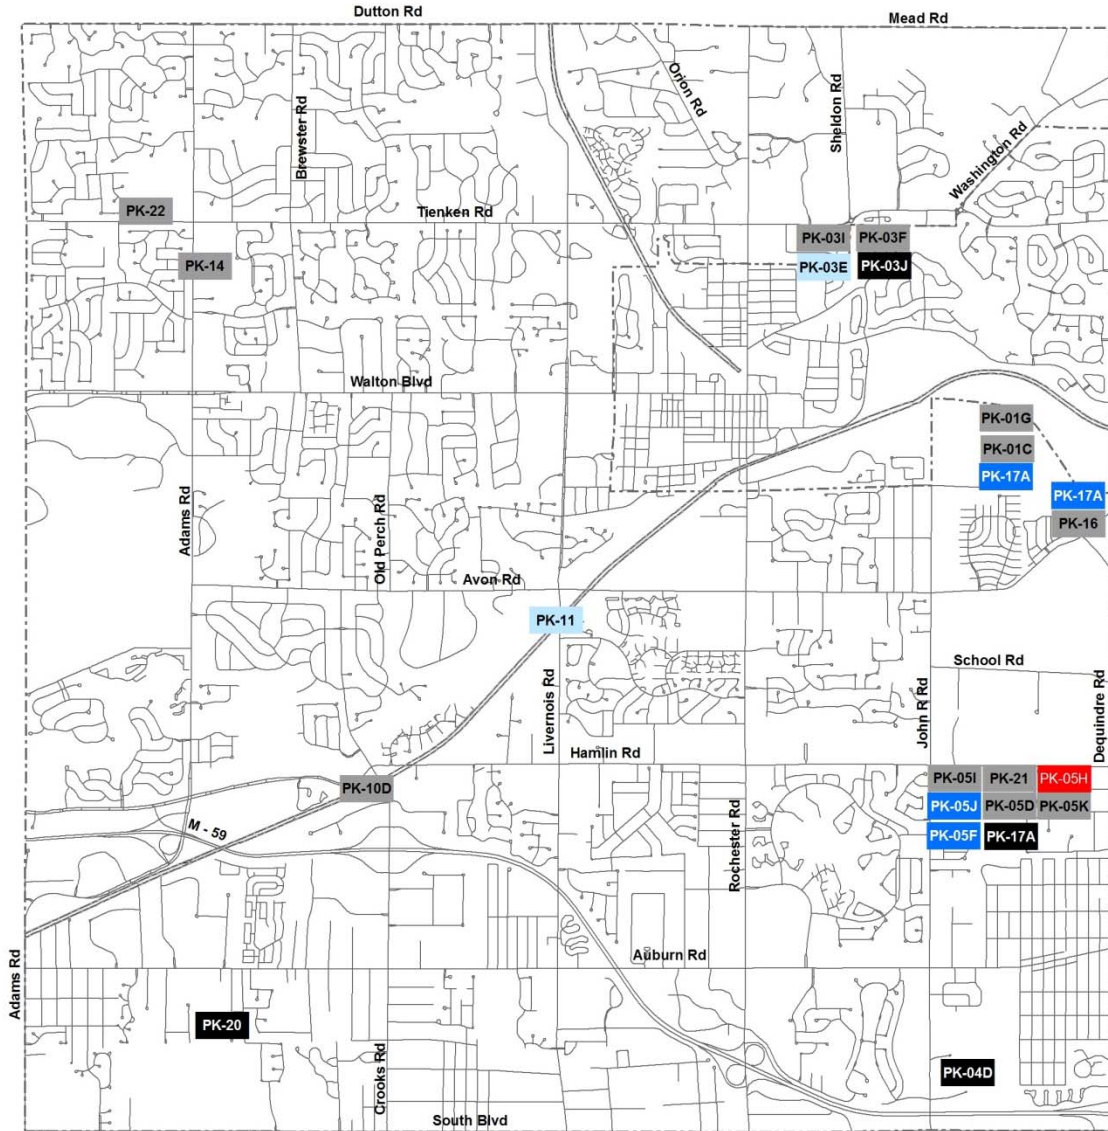 Dutton Rd
Mead Rd
Orion Rd
Sheldon Rd
Brewster Rd
Washington Rd
PK-22
Tienken Rd
PK-03I
PK-03F
PK-14
PK-03E
PK-03J
Walton Blvd
PK-01G
PK-01C
PK-17A
PK-17A
PK-16
Adams Rd
Old Perch Rd
Avon Rd
PK-11
School Rd
Livernois Rd
John R Rd
Dequindre Rd
Hamlin Rd
PK-10D
PK-05I
PK-21
PK-05H
PK-05J
PK-05D
PK-05K
M - 59
PK-05F
PK-17A
Rochester Rd
Auburn Rd
Adams Rd
PK-20
Crooks Rd
PK-04D
South Blvd